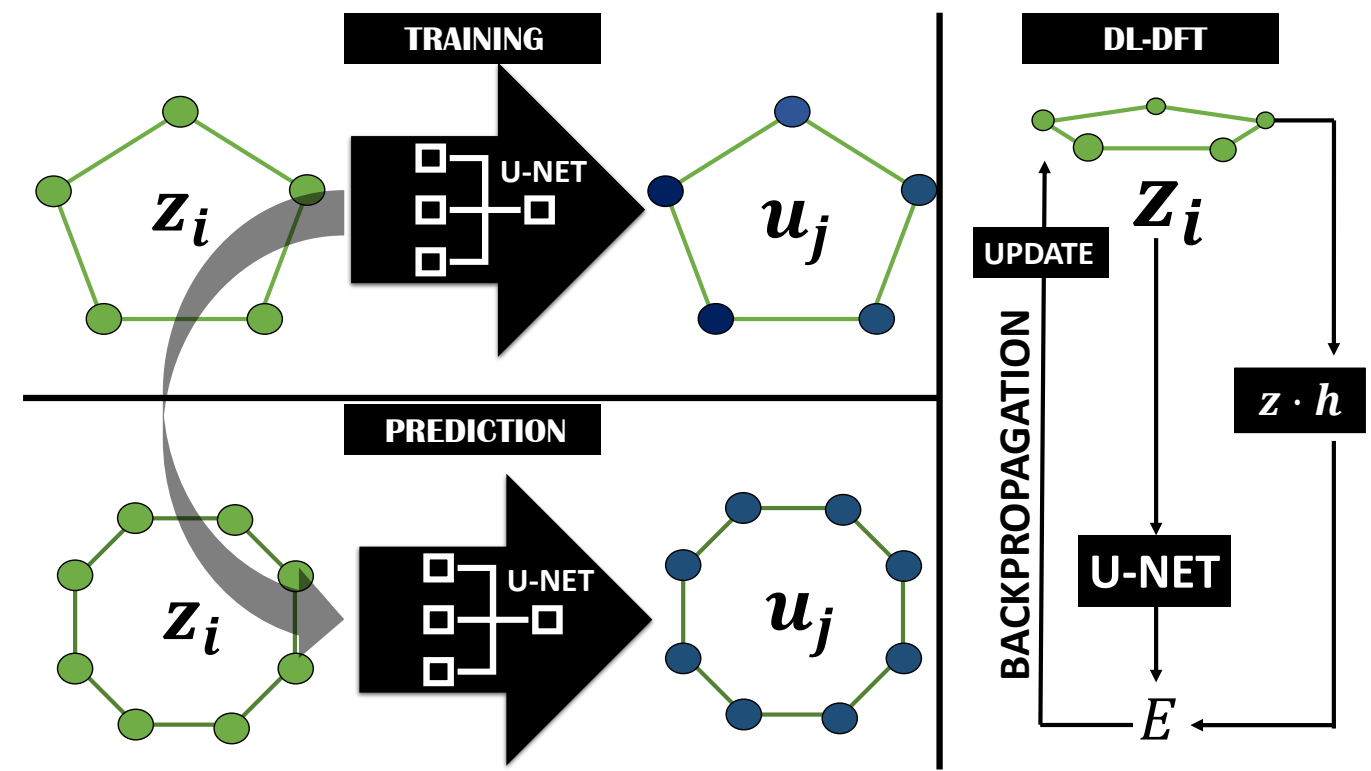 TRAINING
z_i
U-NET
u_j
PREDICTION
z_i
U-NET
u_j
DL-DFT
z_i
UPDATE
BACKPROPAGATION
z · h
U-NET
E